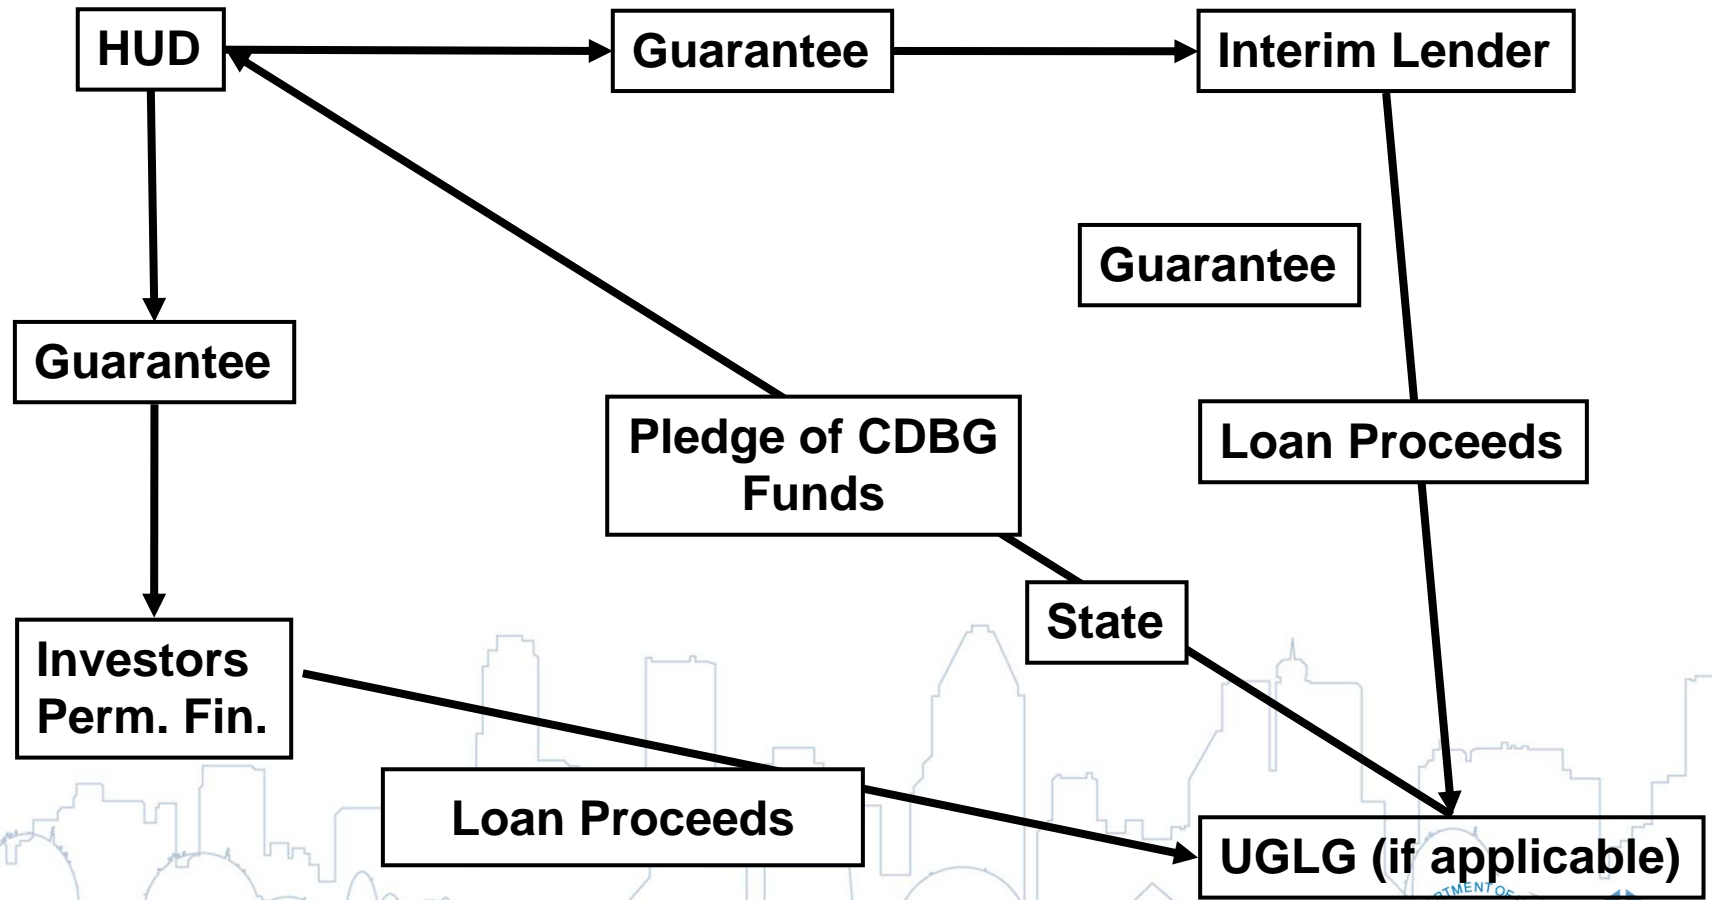 HUD
Guarantee
Interim Lender
Guarantee
Guarantee
Pledge of CDBG
Funds
Loan Proceeds
State
Investors
Perm. Fin.
Loan Proceeds
UGLG (if applicable)